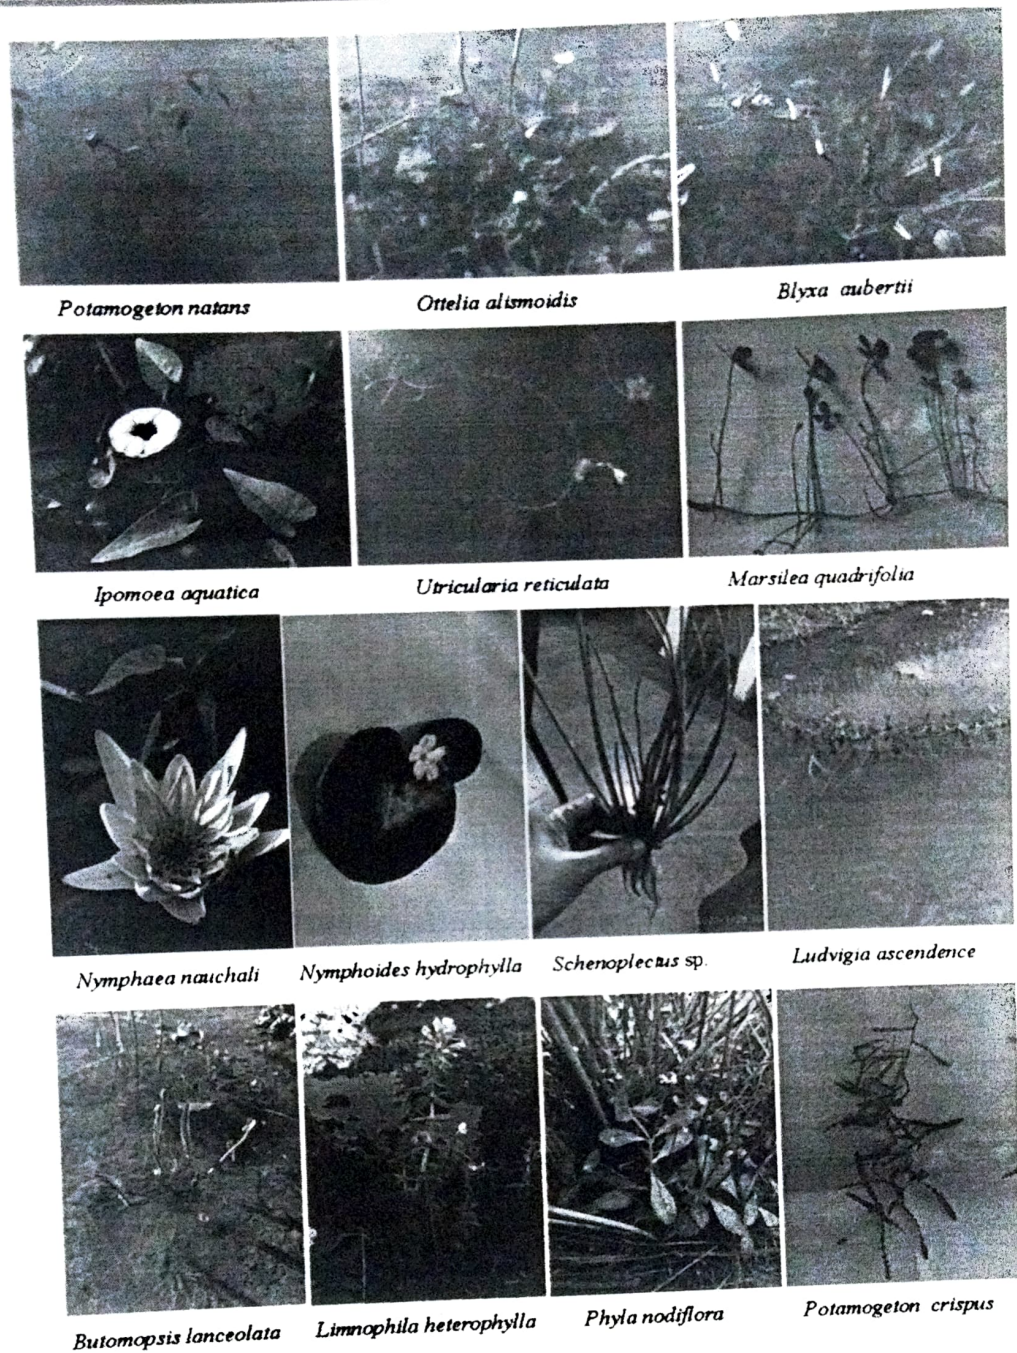 Potamogeton natans
Ottelia alismoidis
Blyxa aubertii
Ipomoea aquatica
Utricularia reticulata
Marsilea quadrifolia
Nymphaea nauchali
Nymphoides hydrophylla
Schenoplectus sp.
Ludvigia ascendence
Butomopsis lanceolata
Limnophila heterophylla
Phyla nodiflora
Potamogeton crispus